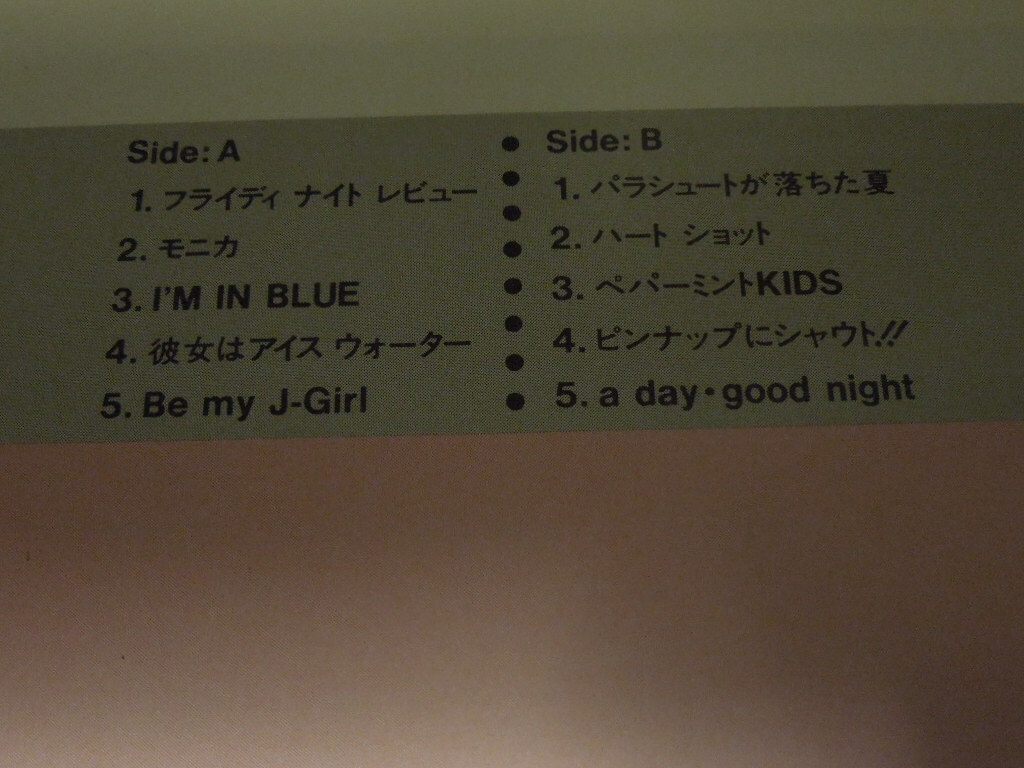 Side: A
1. フライディ ナイト レビュー
2. モニカ
3. I'M IN BLUE
4. 彼女はアイス ウォーター
5. Be my J-Girl
Side: B
1. パラシュートが落ちた夏
2. ハート ショット
3. ペパーミントKIDS
4. ピンナップにシャウト!!
5. a day・good night